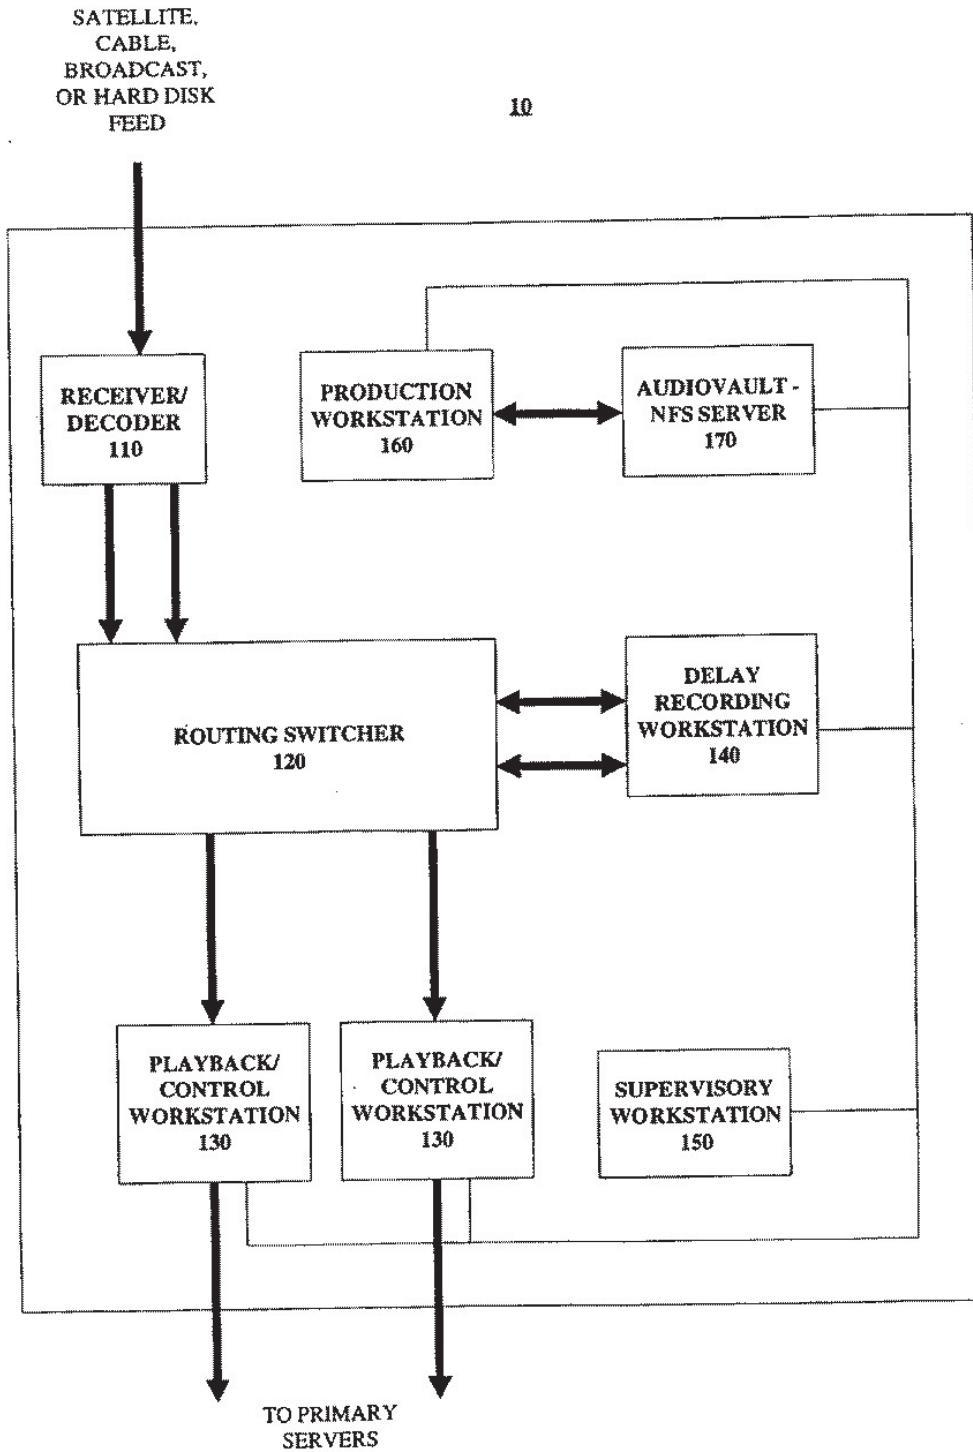 SATELLITE,
CABLE,
BROADCAST,
OR HARD DISK
FEED
10
RECEIVER/
DECODER
110
PRODUCTION
WORKSTATION
160
AUDIOVAULT -
NFS SERVER
170
ROUTING SWITCHER
120
DELAY
RECORDING
WORKSTATION
140
PLAYBACK/
CONTROL
WORKSTATION
130
PLAYBACK/
CONTROL
WORKSTATION
130
SUPERVISORY
WORKSTATION
150
TO PRIMARY
SERVERS